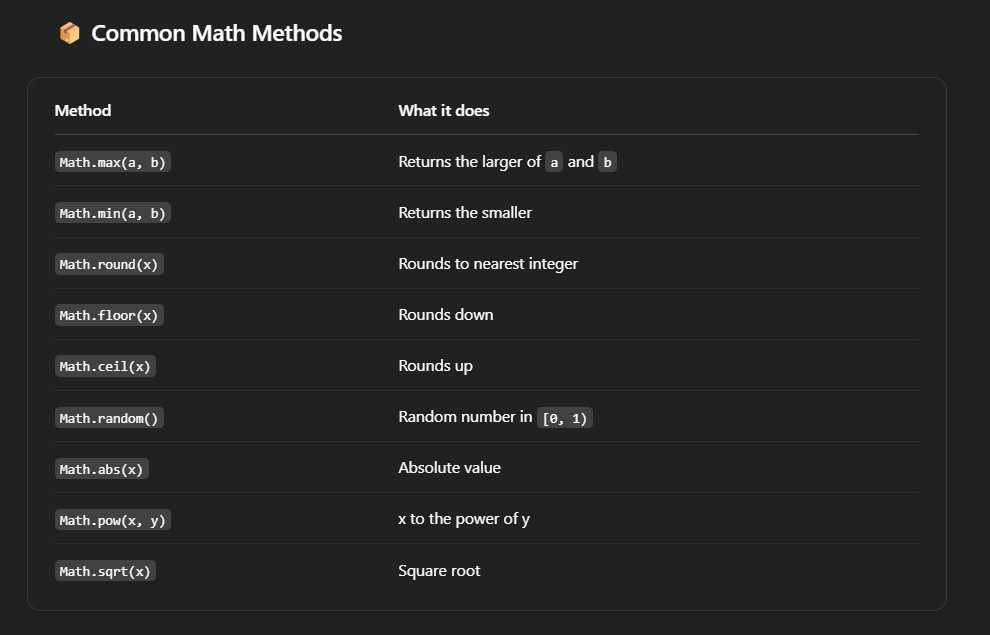 📦 Common Math Methods
Method What it does
Math.max(a, b) Returns the larger of a and b
Math.min(a, b) Returns the smaller
Math.round(x) Rounds to nearest integer
Math.floor(x) Rounds down
Math.ceil(x) Rounds up
Math.random() Random number in [0, 1)
Math.abs(x) Absolute value
Math.pow(x, y) x to the power of y
Math.sqrt(x) Square root